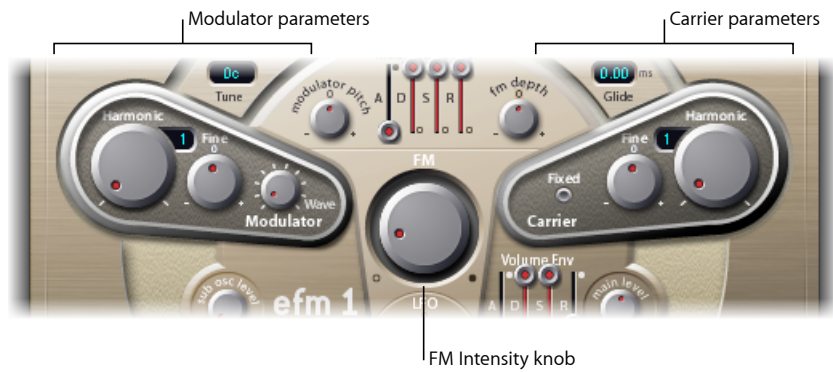 Modulator parameters
Carrier parameters
0c
Tune
modulator pitch
0
- +
A D S R
fm depth
0
- +
0.00 ms
Glide
Harmonic
1
Fine
0
- +
Wave
Modulator
FM
Fixed
Carrier
Fine
0
- +
1
Harmonic
sub osc level
efm 1
LFO
Volume Env
A D S R
main level
FM Intensity knob